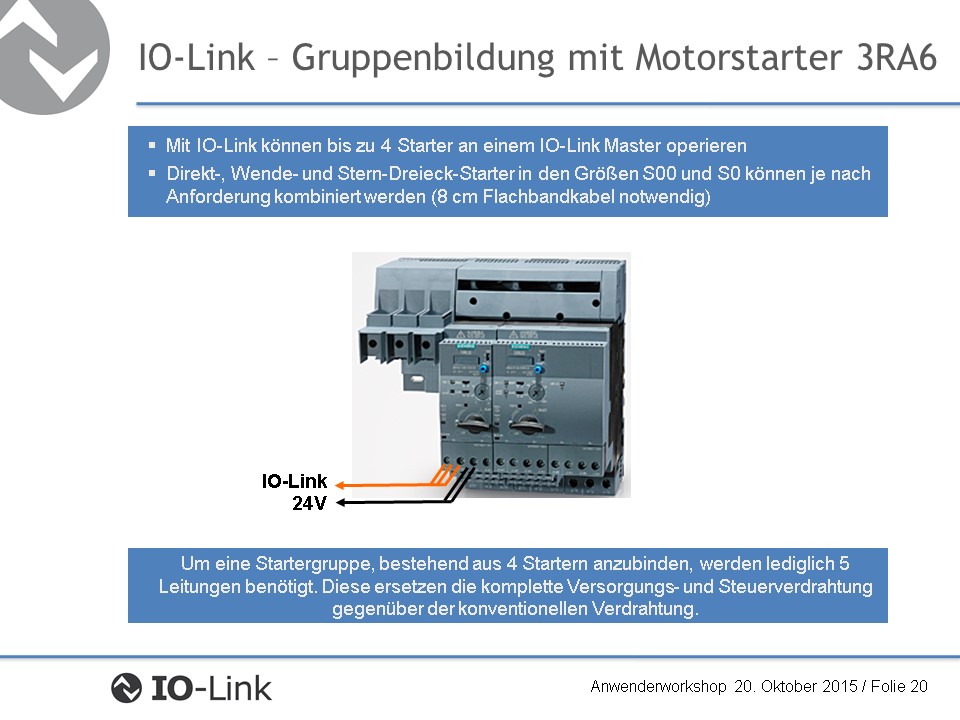 IO-Link – Gruppenbildung mit Motorstarter 3RA6
▪ Mit IO-Link können bis zu 4 Starter an einem IO-Link Master operieren
▪ Direkt-, Wende- und Stern-Dreieck-Starter in den Größen S00 und S0 können je nach
Anforderung kombiniert werden (8 cm Flachbandkabel notwendig)
SIEMENS SIEMENS
IO-Link
24V
Um eine Startergruppe, bestehend aus 4 Startern anzubinden, werden lediglich 5
Leitungen benötigt. Diese ersetzen die komplette Versorgungs- und Steuerverdrahtung
gegenüber der konventionellen Verdrahtung.
IO-Link
Anwenderworkshop 20. Oktober 2015 / Folie 20